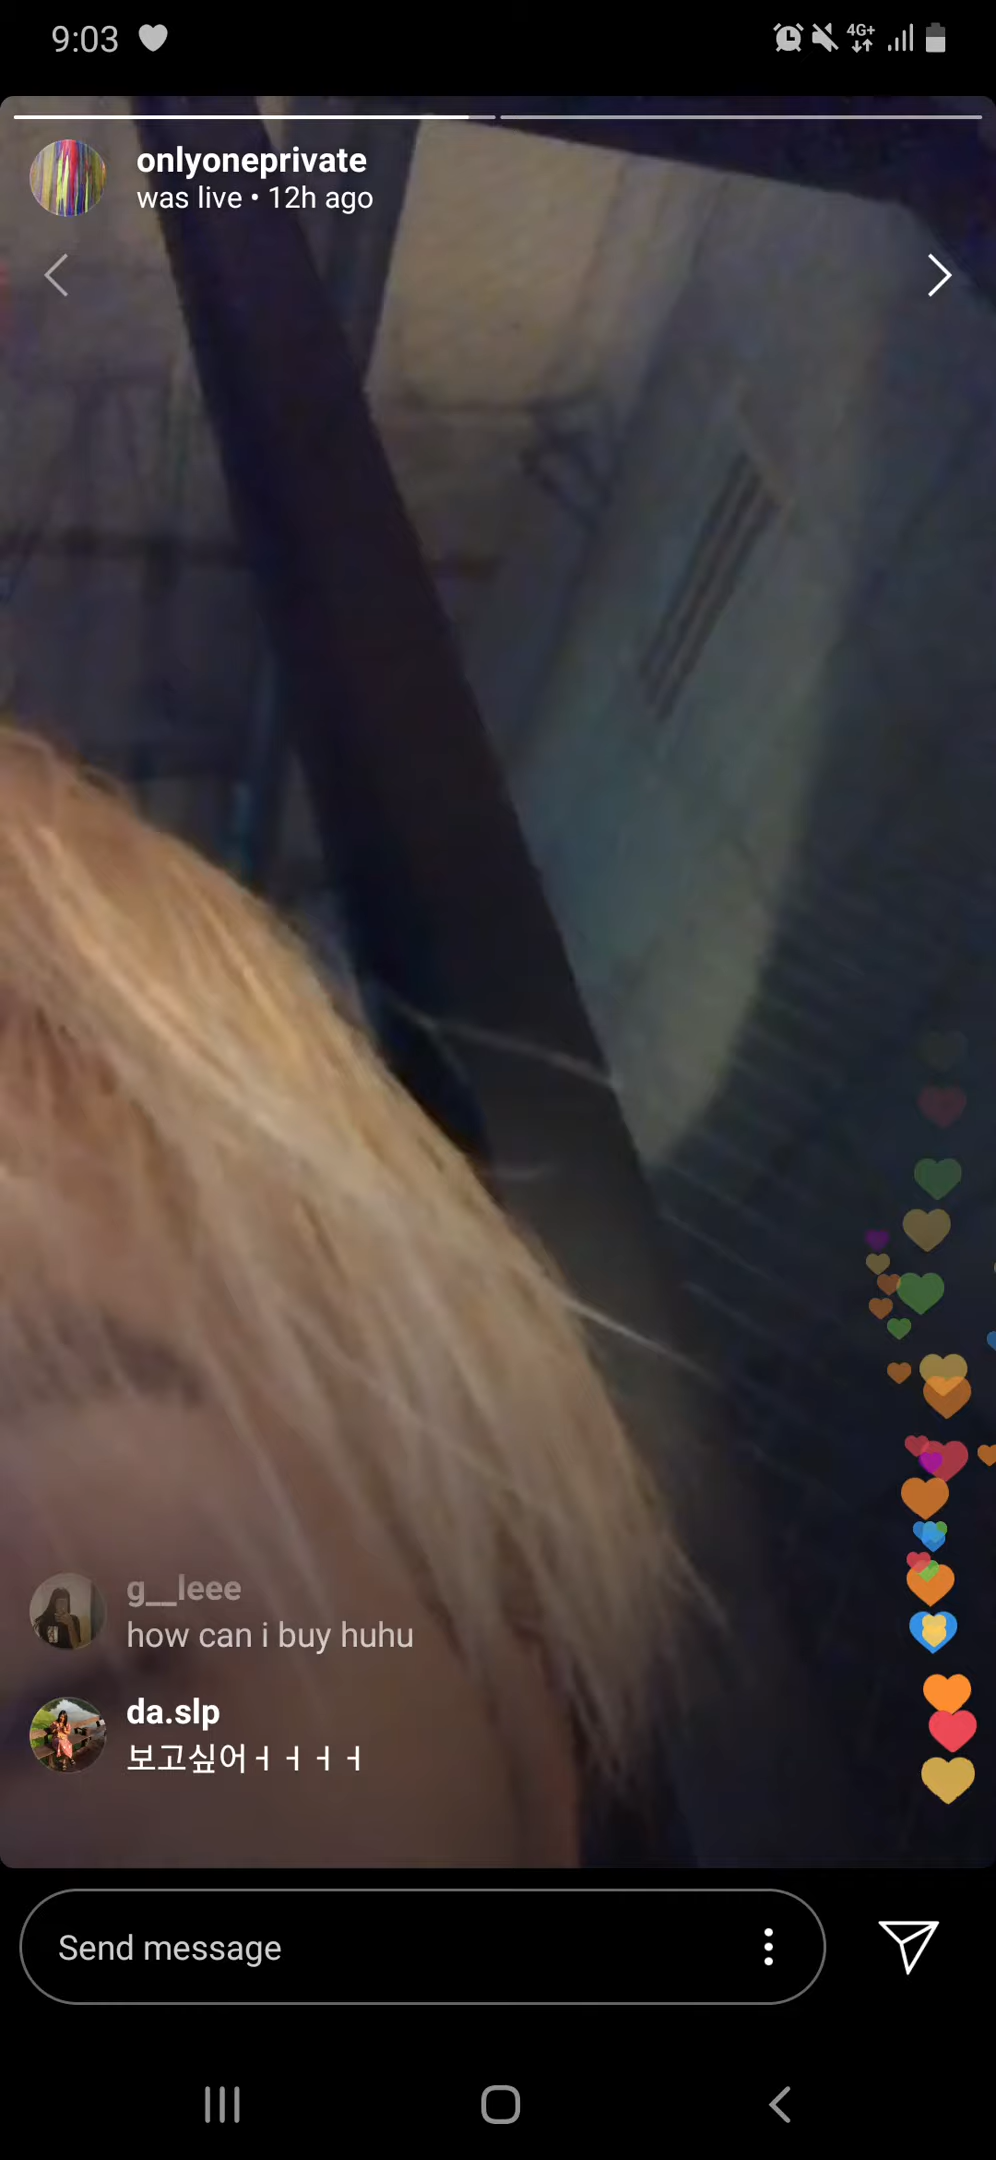 9:03
4G+
onlyoneprivate
was live • 12h ago
g__leee
how can i buy huhu
da.slp
보고싶어ㅓㅓㅓㅓ
Send message